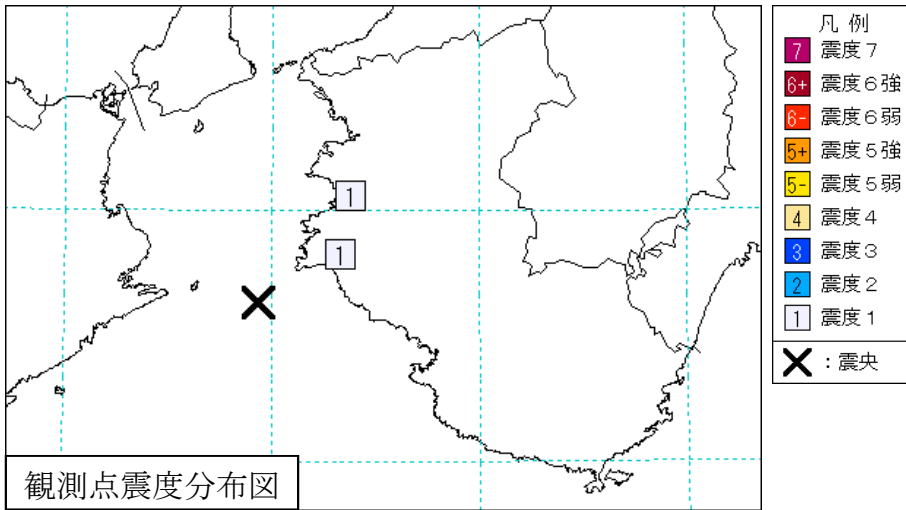 1
1
観測点震度分布図
凡例
7 震度7
6+ 震度6強
6- 震度6弱
5+ 震度5強
5- 震度5弱
4 震度4
3 震度3
2 震度2
1 震度1
：震央